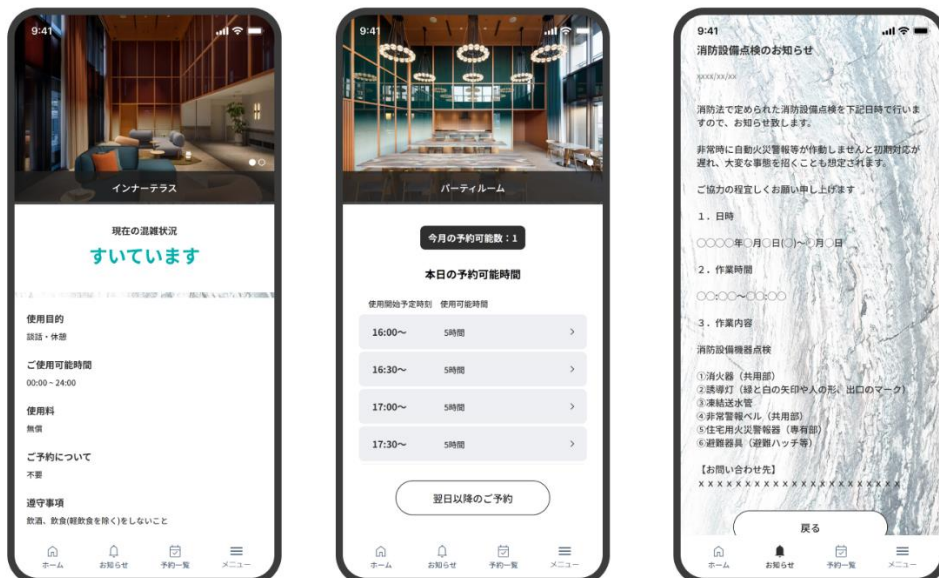 9:41
インナーテラス
現在の混雑状況
すいています
使用目的
談話・休憩
ご使用可能時間
00:00 ~ 24:00
使用料
無償
ご予約について
不要
遵守事項
飲酒、飲食(軽飲食を除く)をしないこと
ホーム お知らせ 予約一覧 メニュー
9:41
パーティルーム
今月の予約可能数:1
本日の予約可能時間
使用開始予定時刻 使用可能時間
16:00〜 5時間
16:30〜 5時間
17:00〜 5時間
17:30〜 5時間
翌日以降のご予約
ホーム お知らせ 予約一覧 メニュー
9:41
消防設備点検のお知らせ
xxxx/xx/xx
消防法で定められた消防設備点検を下記日時で行いま
すので、お知らせ致します。
非常時に自動火災警報等が作動しませんと初期対応が
遅れ、大変な事態を招くことも想定されます。
ご協力の程宜しくお願い申し上げます
1.日時
○○○○年○月○日(○)〜○月○日
2.作業時間
○○:○○〜○○:○○
3.作業内容
消防設備機器点検
①消火器（共用部）
②誘導灯（緑と白の矢印や人の形、出口のマーク）
③凍結送水管
④非常警報ベル（共用部）
⑤住宅用火災警報器（専有部）
⑥避難器具（避難ハッチ等）
【お問い合わせ先】
ｘｘｘｘｘｘｘｘｘｘｘｘｘｘｘｘｘｘｘｘｘｘ
戻る
ホーム お知らせ 予約一覧 メニュー